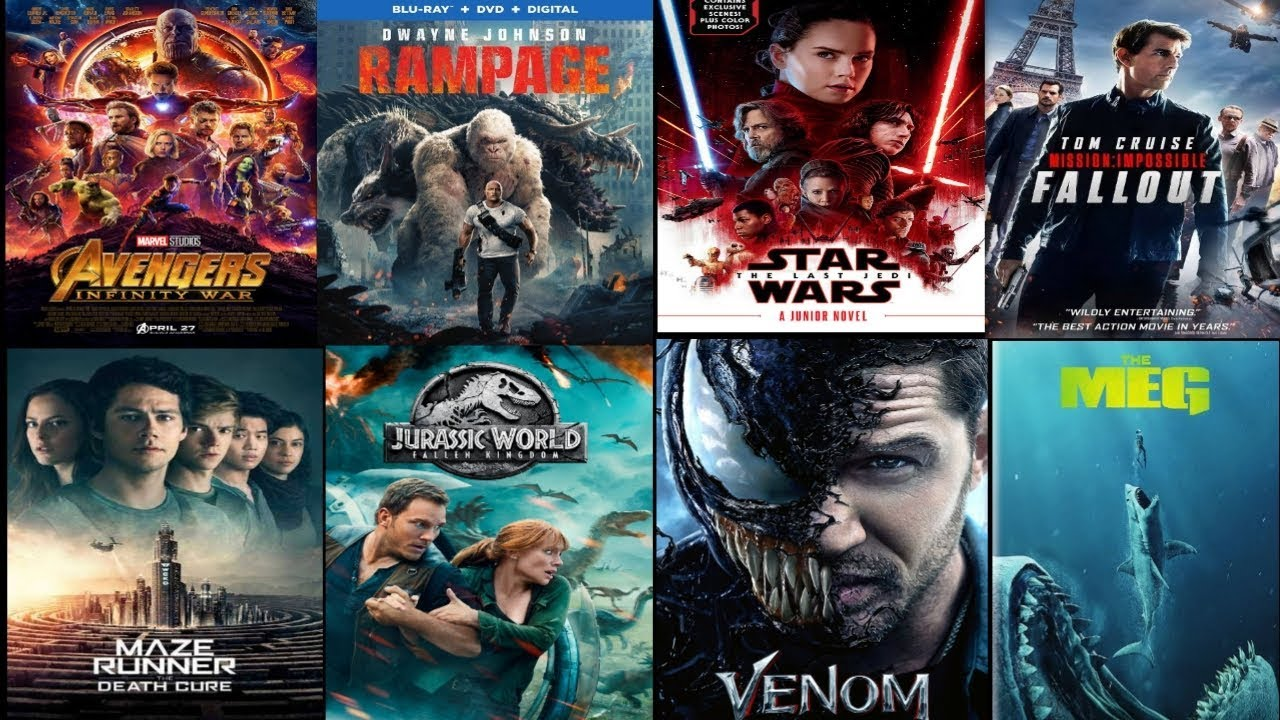 MARVEL STUDIOS
AVENGERS
INFINITY WAR
APRIL 27
BLU-RAY + DVD + DIGITAL
DWAYNE JOHNSON
RAMPAGE
CONTAINS
EXCLUSIVE
SCENES!
PLUS COLOR
PHOTOS!
STAR
THE LAST JEDI
WARS
A JUNIOR NOVEL
TOM CRUISE
MISSION: IMPOSSIBLE
FALLOUT
"WILDLY ENTERTAINING."
"THE BEST ACTION MOVIE IN YEARS."
MAZE
RUNNER
THE
DEATH CURE
JURASSIC WORLD
FALLEN KINGDOM
VENOM
THE
MEG